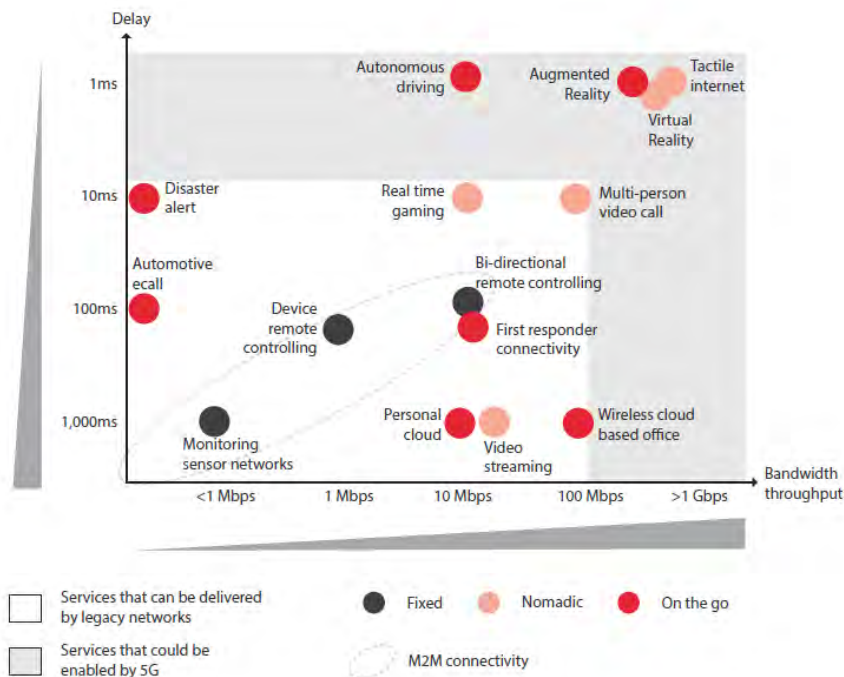 Delay
1ms
10ms
100ms
1,000ms
Autonomous
driving
Augmented
Reality
Tactile
internet
Virtual
Reality
Disaster
alert
Real time
gaming
Multi-person
video call
Automotive
ecall
Device
remote
controlling
Bi-directional
remote controlling
First responder
connectivity
Monitoring
sensor networks
Personal
cloud
Video
streaming
Wireless cloud
based office
<1 Mbps
1 Mbps
10 Mbps
100 Mbps
>1 Gbps
Bandwidth
throughput
Services that can be delivered
by legacy networks
Fixed
Nomadic
On the go
Services that could be
enabled by 5G
M2M connectivity